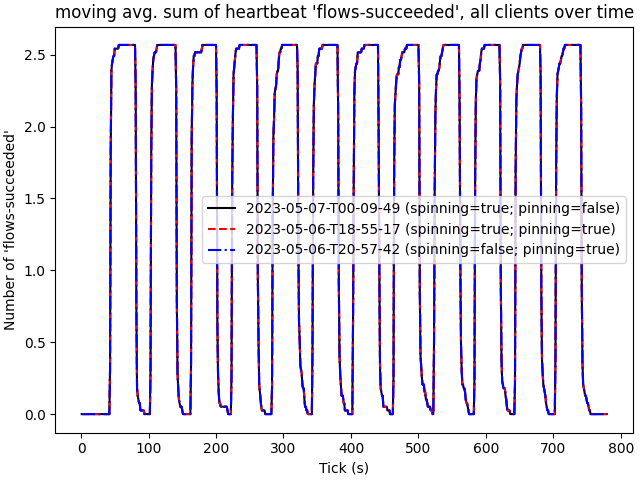 moving avg. sum of heartbeat 'flows-succeeded', all clients over time
Number of 'flows-succeeded'
2.5
2.0
1.5
1.0
0.5
0.0
2023-05-07-T00-09-49 (spinning=true; pinning=false)
2023-05-06-T18-55-17 (spinning=true; pinning=true)
2023-05-06-T20-57-42 (spinning=false; pinning=true)
0 100 200 300 400 500 600 700 800
Tick (s)